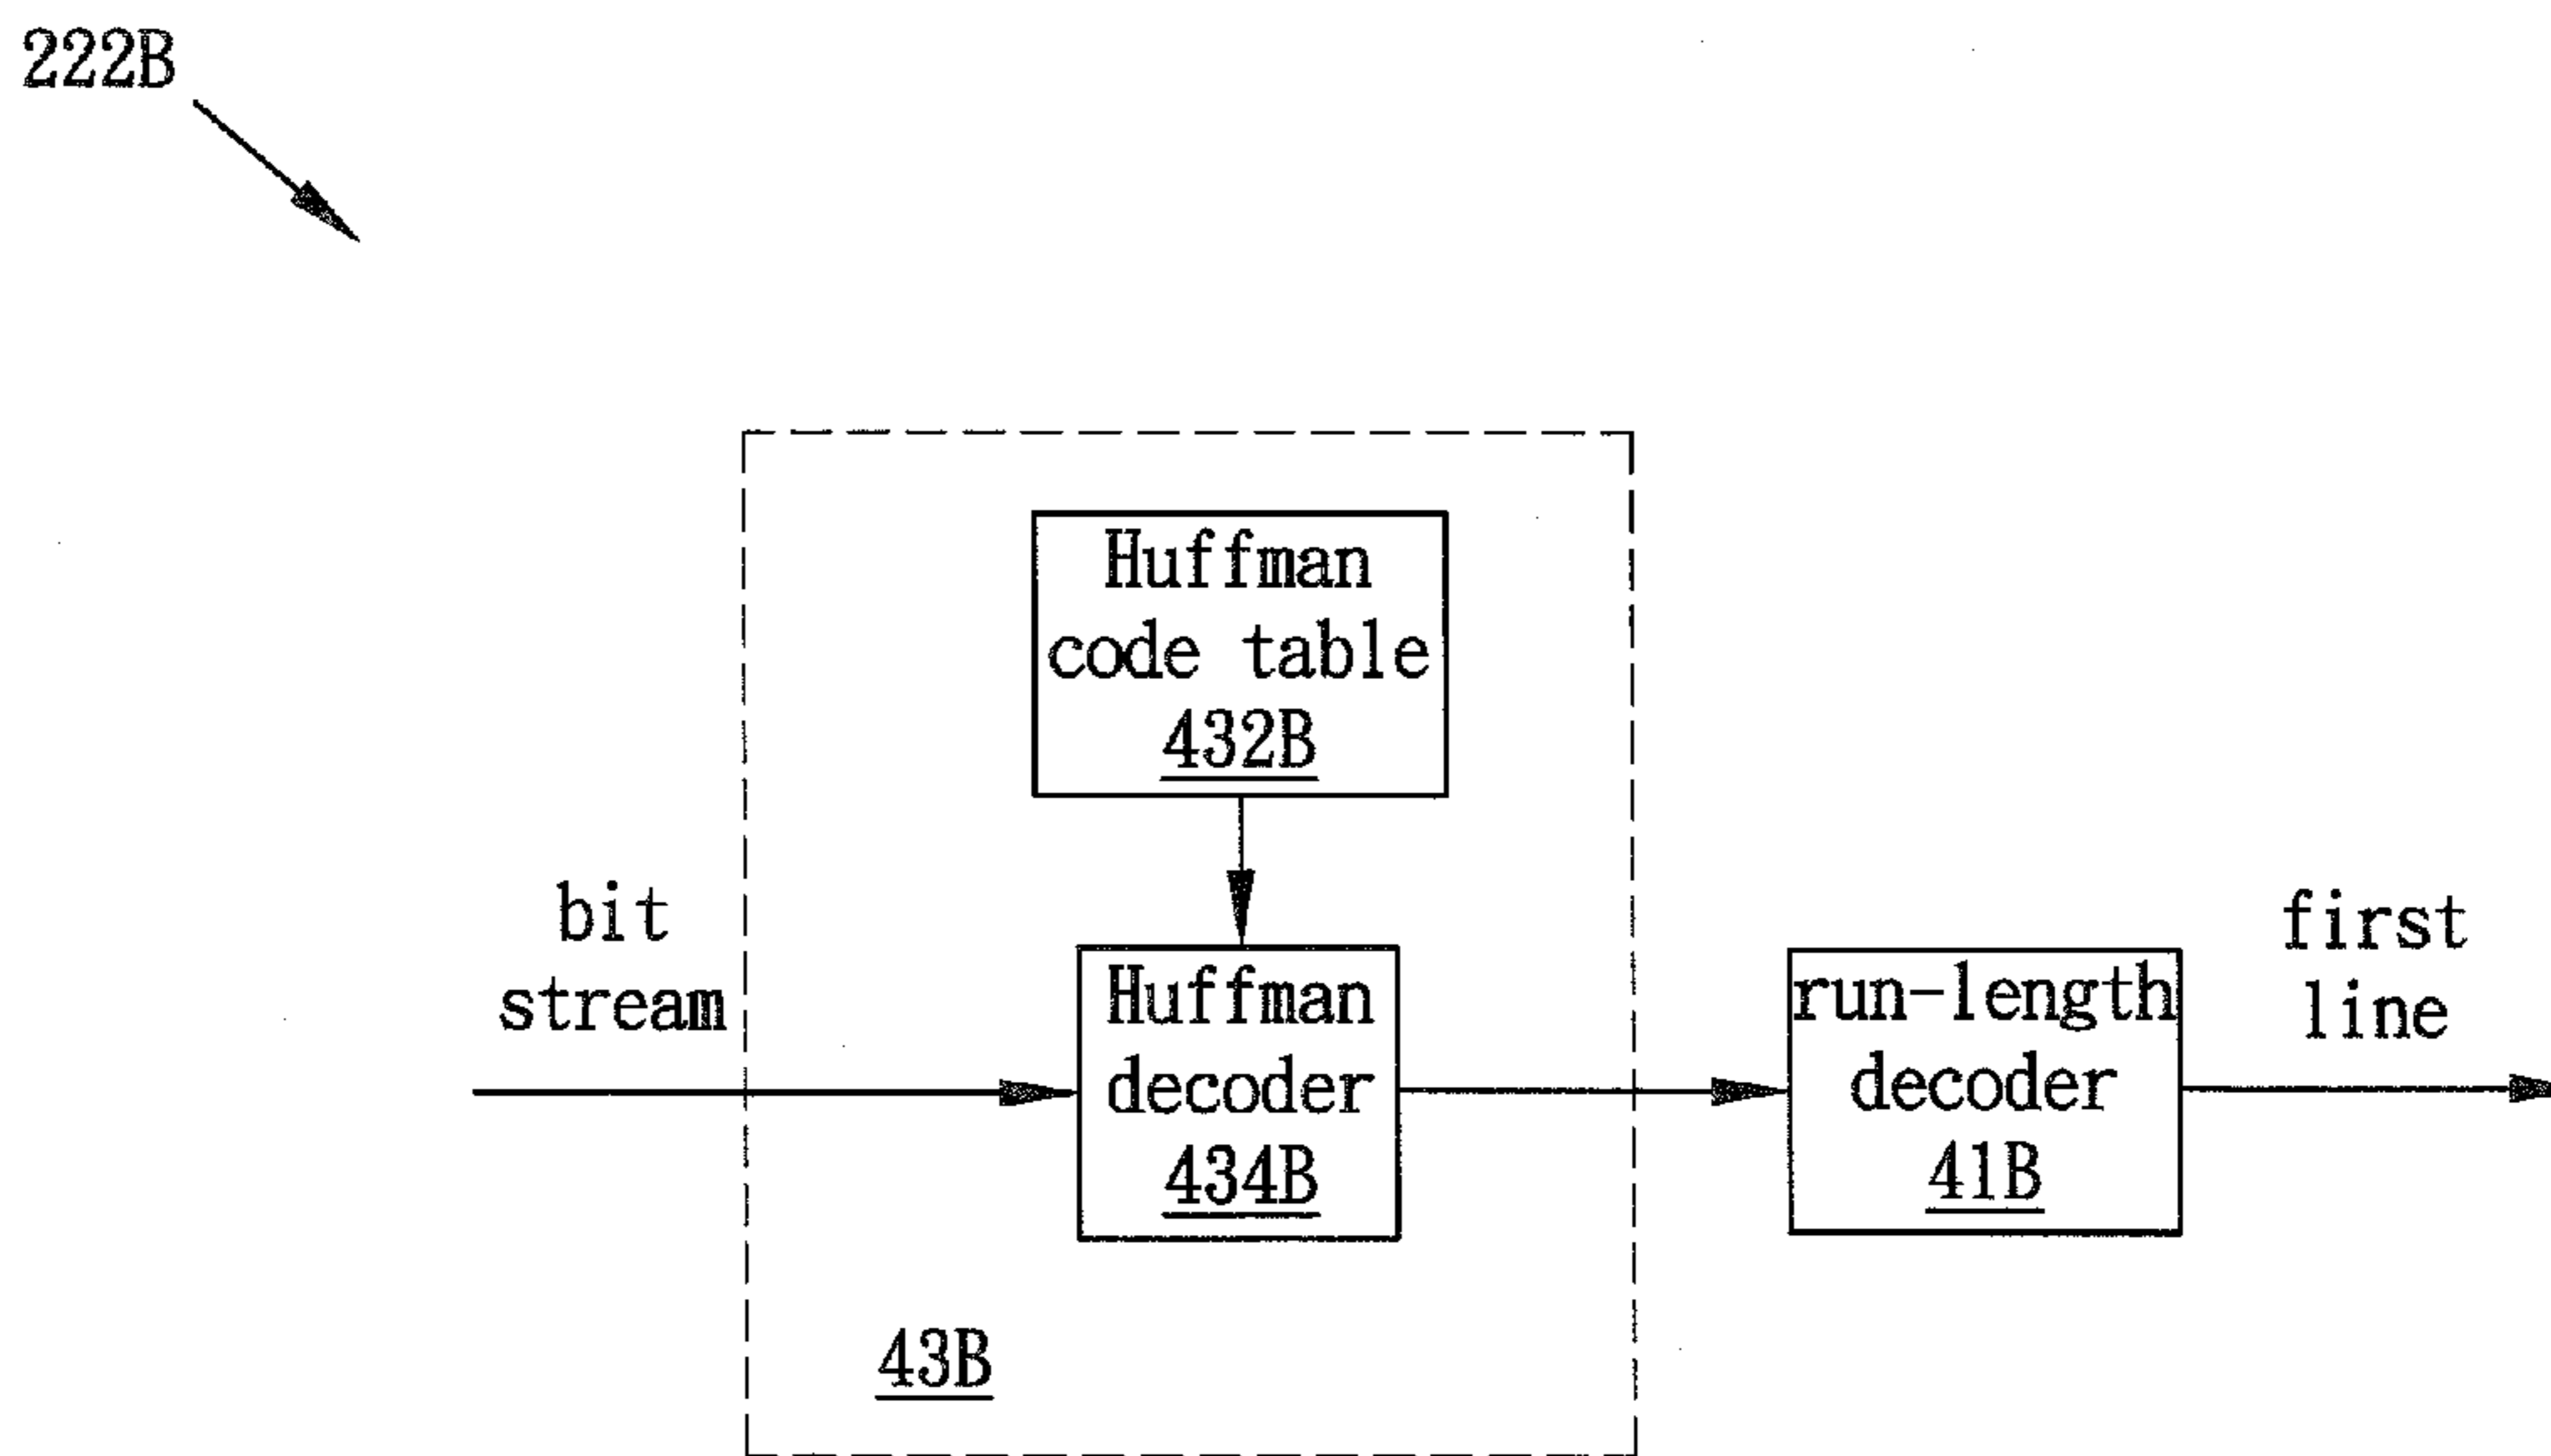 222B
Huffman
code table
432B
bit
stream
Huffman
decoder
434B
run-length
decoder
41B
first
line
43B